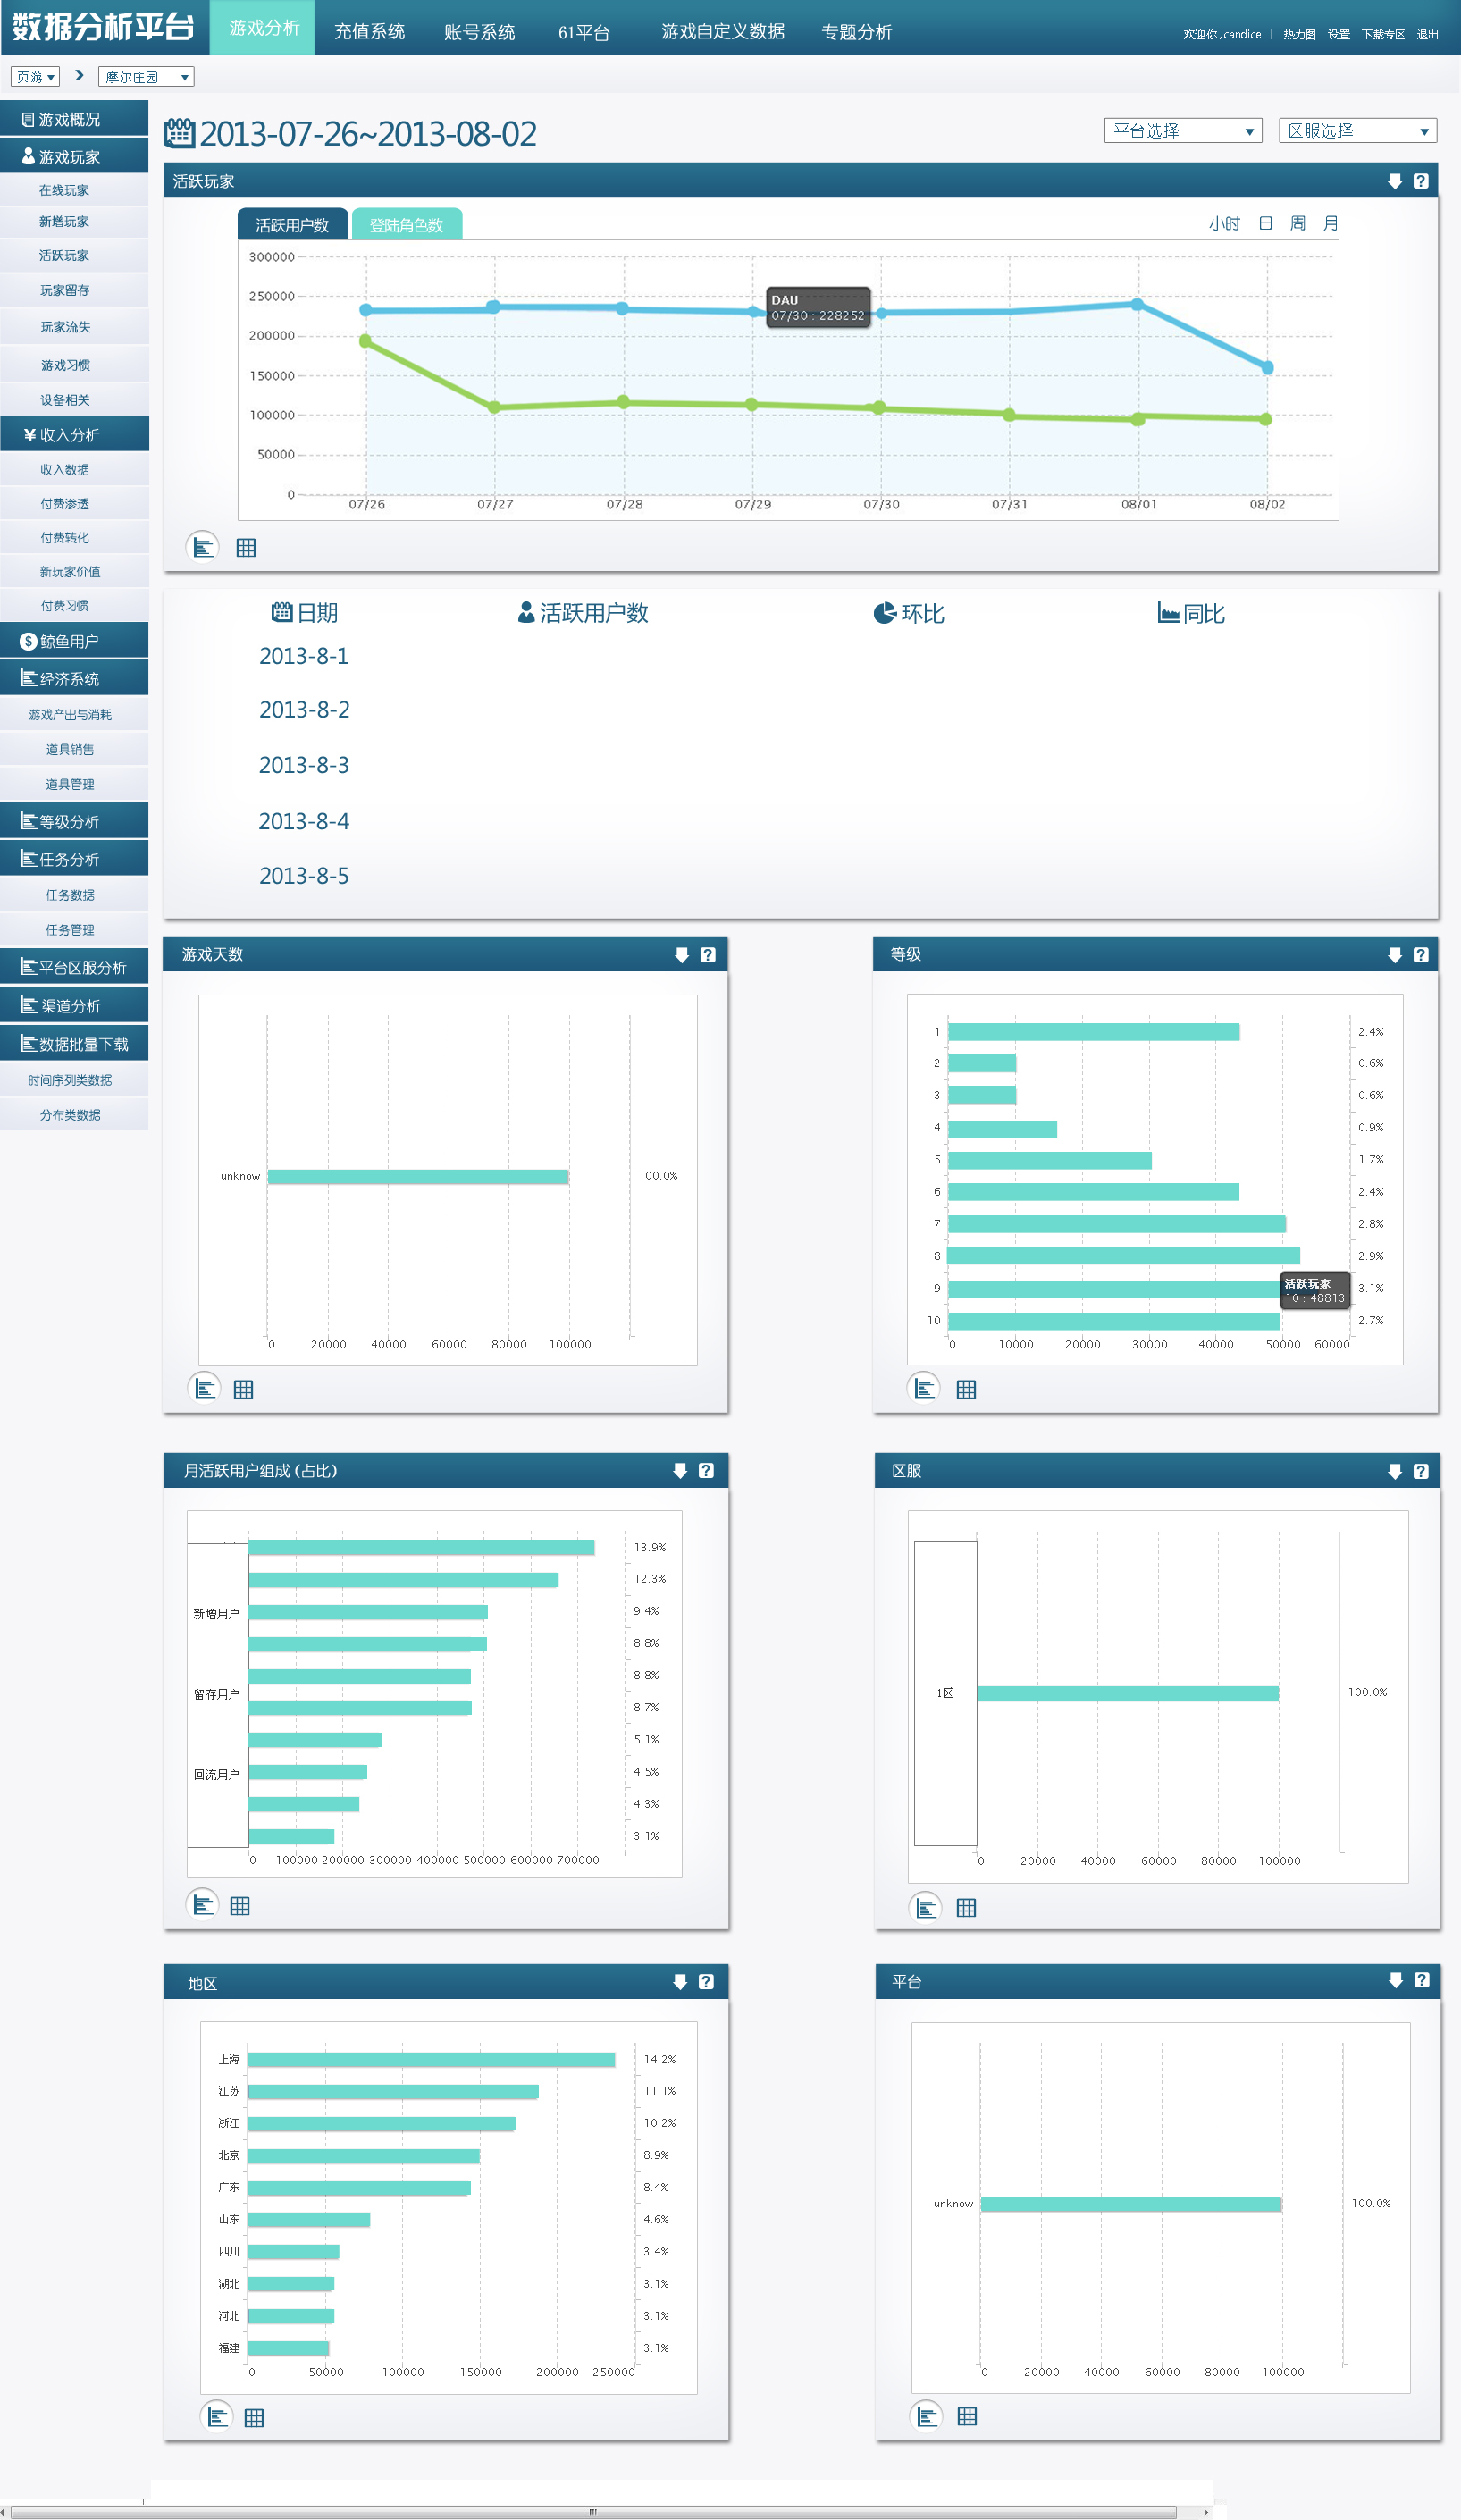 数据分析平台 游戏分析 充值系统 账号系统 61平台 游戏自定义数据 专题分析 欢迎你,candice | 热力图 设置 下载专区 退出
页游 摩尔庄园
游戏概况
游戏玩家
在线玩家
新增玩家
活跃玩家
玩家留存
玩家流失
游戏习惯
设备相关
¥ 收入分析
收入数据
付费渗透
付费转化
新玩家价值
付费习惯
$ 鲸鱼用户
经济系统
游戏产出与消耗
道具销售
道具管理
等级分析
任务分析
任务数据
任务管理
平台区服分析
渠道分析
数据批量下载
时间序列类数据
分布类数据
2013-07-26~2013-08-02 平台选择 区服选择
活跃玩家 ?
活跃用户数 登陆角色数 小时 日 周 月
300000
250000
200000
150000
100000
50000
0
DAU
07/30 : 228252
07/26 07/27 07/28 07/29 07/30 07/31 08/01 08/02
日期 活跃用户数 环比 同比
2013-8-1
2013-8-2
2013-8-3
2013-8-4
2013-8-5
游戏天数 ?
unknow 100.0%
0 20000 40000 60000 80000 100000
等级 ?
1 2.4%
2 0.6%
3 0.6%
4 0.9%
5 1.7%
6 2.4%
7 2.8%
8 2.9%
9 3.1%
10 2.7%
活跃玩家
10 : 48813
0 10000 20000 30000 40000 50000 60000
月活跃用户组成 (占比) ?
13.9%
12.3%
新增用户 9.4%
8.8%
8.8%
留存用户
8.7%
5.1%
回流用户 4.5%
4.3%
3.1%
0 100000 200000 300000 400000 500000 600000 700000
区服 ?
1区 100.0%
0 20000 40000 60000 80000 100000
地区 ?
上海 14.2%
江苏 11.1%
浙江 10.2%
北京 8.9%
广东 8.4%
山东 4.6%
四川 3.4%
湖北 3.1%
河北 3.1%
福建 3.1%
0 50000 100000 150000 200000 250000
平台 ?
unknow 100.0%
0 20000 40000 60000 80000 100000